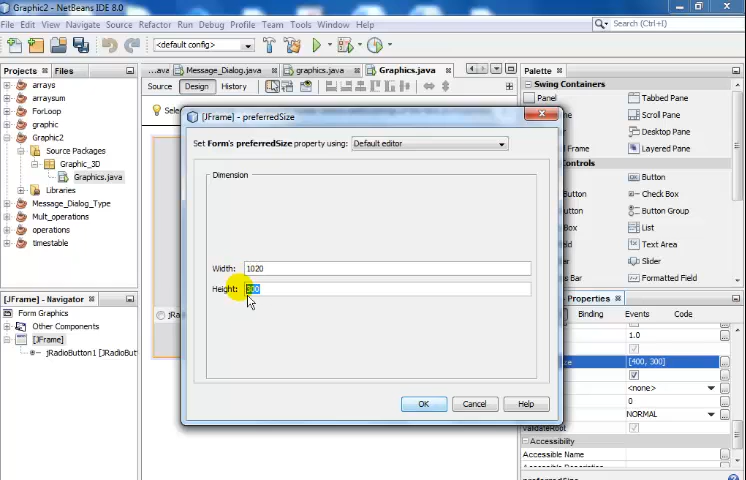 Graphic2 - NetBeans IDE 8.0
File Edit View Navigate Source Refactor Run Debug Profile Team Tools Window Help
Search (Ctrl+I)
<default config>
Projects Files
...ava Message_Dialog.java graphics.java Graphics.java
Palette
Source Design History
Swing Containers
Panel Tabbed Pane
Scroll Pane
Desktop Pane
Frame Layered Pane
Controls
Button
Check Box
Button Group
List
Text Area
Slider
Formatted Field
arrays
arraysum
ForLoop
graphic
Graphic2
Source Packages
Graphic_3D
Graphics.java
Libraries
Message_Dialog_Type
Mult_operations
operations
timestable
[JFrame] - preferredSize
Set Form's preferredSize property using: Default editor
Dimension
Width: 1020
Height: 300
OK Cancel Help
[JFrame] - Navigator
Form Graphics
Other Components
[JFrame]
jRadioButton1 [JRadioBu
Properties
Binding Events Code
1.0
[400, 300]
<none>
0
NORMAL
ValidateRoot
Accessibility
Accessible Name
Accessible Description
preferredSize